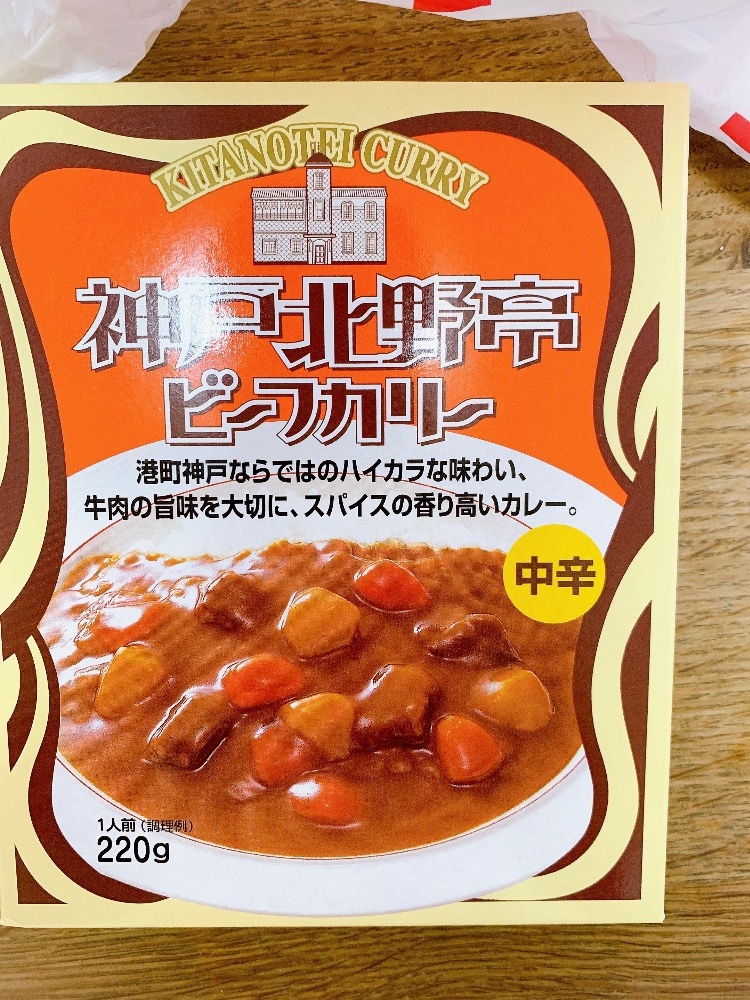 KITANOTEI CURRY
神戸北野亭
ビーフカリー
港町神戸ならではのハイカラな味わい、
牛肉の旨味を大切に、スパイスの香り高いカレー。
中辛
1人前（調理例）
220g